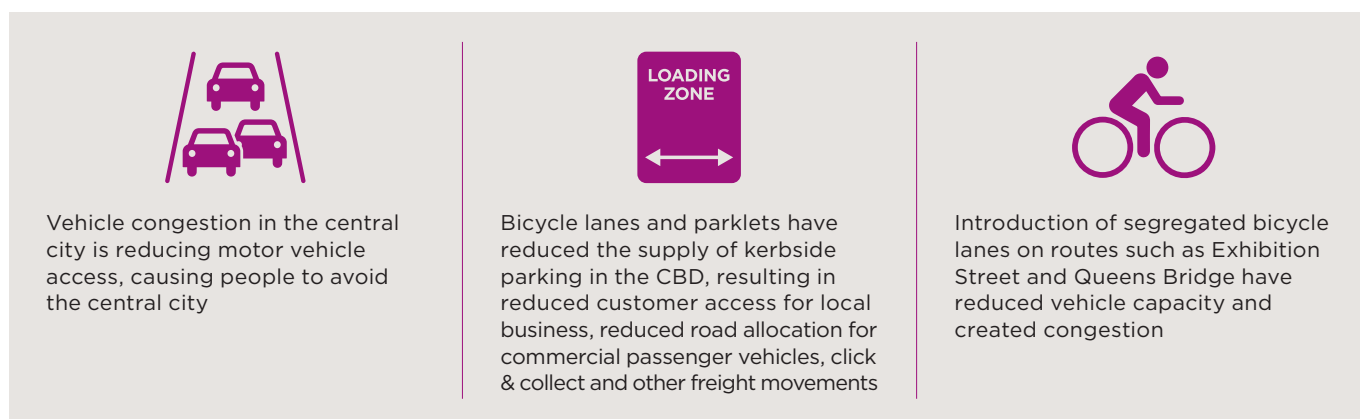 Vehicle congestion in the central
city is reducing motor vehicle
access, causing people to avoid
the central city
LOADING
ZONE
Bicycle lanes and parklets have
reduced the supply of kerbside
parking in the CBD, resulting in
reduced customer access for local
business, reduced road allocation for
commercial passenger vehicles, click
& collect and other freight movements
Introduction of segregated bicycle
lanes on routes such as Exhibition
Street and Queens Bridge have
reduced vehicle capacity and
created congestion